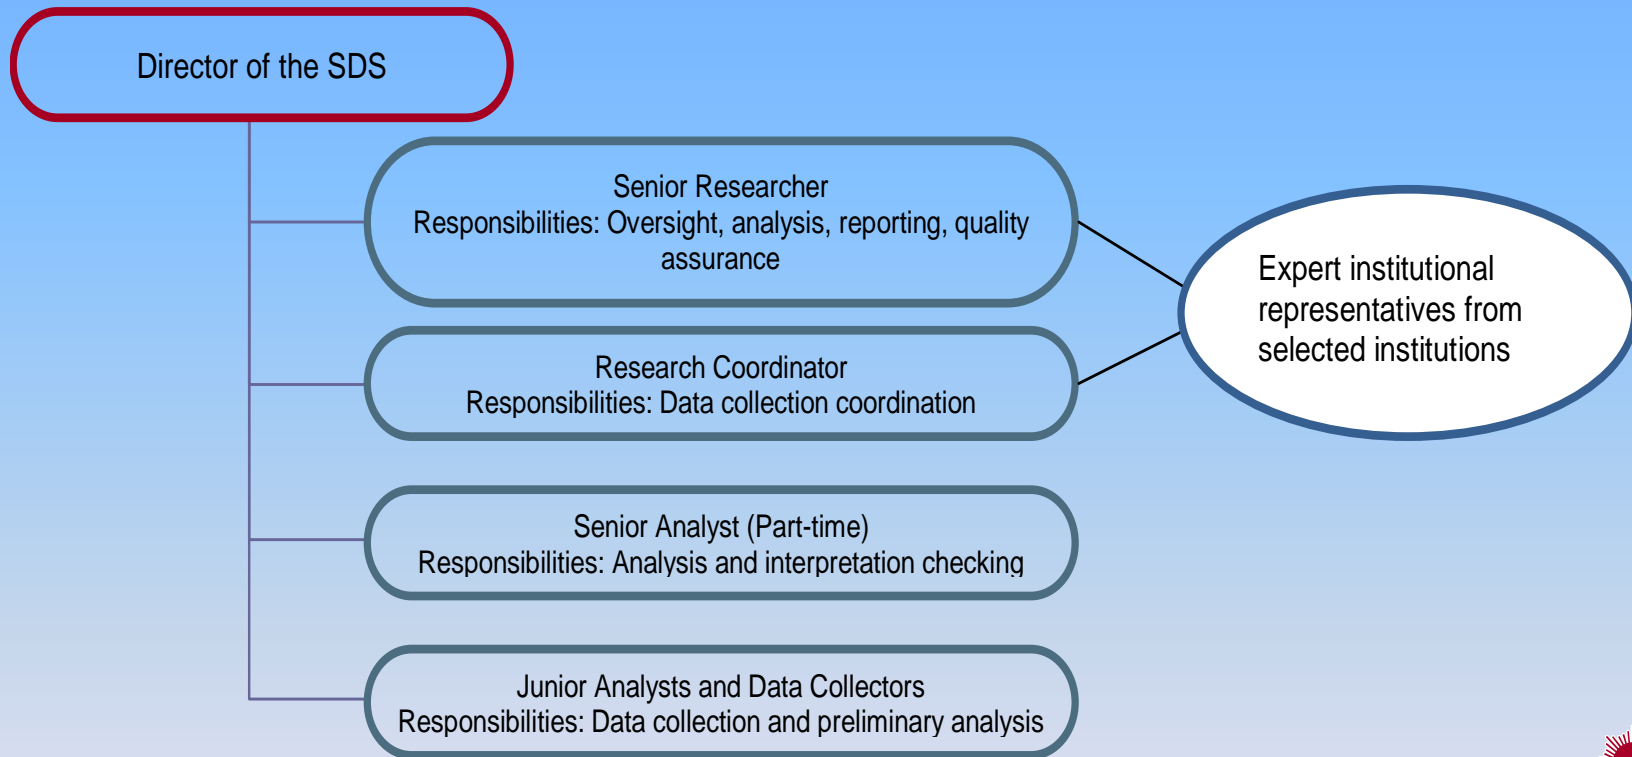 Director of the SDS
Senior Researcher
Responsibilities: Oversight, analysis, reporting, quality
assurance
Research Coordinator
Responsibilities: Data collection coordination
Senior Analyst (Part-time)
Responsibilities: Analysis and interpretation checking
Junior Analysts and Data Collectors
Responsibilities: Data collection and preliminary analysis
Expert institutional
representatives from
selected institutions